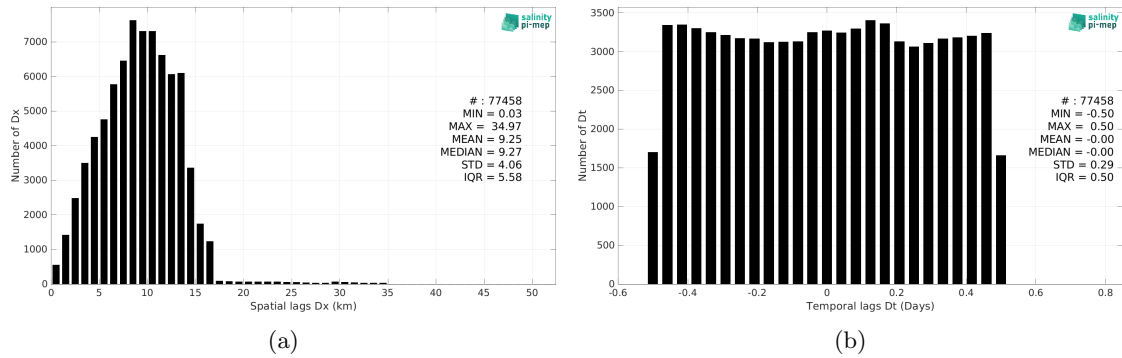 salinity
pi-mep
# : 77458
MIN = 0.03
MAX = 34.97
MEAN = 9.25
MEDIAN = 9.27
STD = 4.06
IQR = 5.58
Number of Dx
7000
6000
5000
4000
3000
2000
1000
0
0 5 10 15 20 25 30 35 40 45 50
Spatial lags Dx (km)
(a)
salinity
pi-mep
# : 77458
MIN = -0.50
MAX = 0.50
MEAN = -0.00
MEDIAN = -0.00
STD = 0.29
IQR = 0.50
Number of Dt
3500
3000
2500
2000
1500
1000
500
0
-0.6 -0.4 -0.2 0 0.2 0.4 0.6 0.8
Temporal lags Dt (Days)
(b)